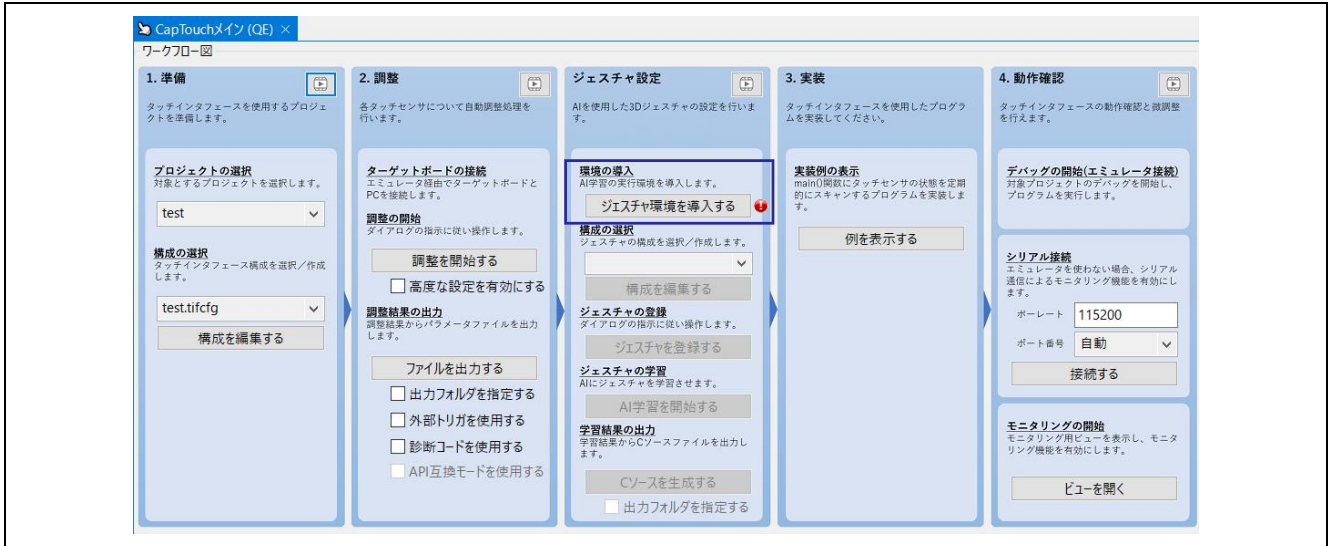 CapTouchメイン (QE)
ワークフロー図
1. 準備
タッチインタフェースを使用するプロジェ
クトを準備します。
プロジェクトの選択
対象とするプロジェクトを選択します。
test
構成の選択
タッチインタフェース構成を選択／作成
します。
test.tifcfg
構成を編集する
2. 調整
各タッチセンサについて自動調整処理を
行います。
ターゲットボードの接続
エミュレータ経由でターゲットボードと
PCを接続します。
調整の開始
ダイアログの指示に従い操作します。
調整を開始する
高度な設定を有効にする
調整結果の出力
調整結果からパラメータファイルを出力
します。
ファイルを出力する
出力フォルダを指定する
外部トリガを使用する
診断コードを使用する
API互換モードを使用する
ジェスチャ設定
AIを使用した3Dジェスチャの設定を行いま
す。
環境の導入
AI学習の実行環境を導入します。
ジェスチャ環境を導入する
構成の選択
ジェスチャの構成を選択／作成します。
構成を編集する
ジェスチャの登録
ダイアログの指示に従い操作します。
ジェスチャを登録する
ジェスチャの学習
AIにジェスチャを学習させます。
AI学習を開始する
学習結果の出力
学習結果からCソースファイルを出力し
ます。
Cソースを生成する
出力フォルダを指定する
3. 実装
タッチインタフェースを使用したプログラ
ムを実装してください。
実装例の表示
main()関数にタッチセンサの状態を定期
的にスキャンするプログラムを実装しま
す。
例を表示する
4. 動作確認
タッチインタフェースの動作確認と微調整
を行えます。
デバッグの開始(エミュレータ接続)
対象プロジェクトのデバッグを開始し、
プログラムを実行します。
シリアル接続
エミュレータを使わない場合、シリアル
通信によるモニタリング機能を有効にし
ます。
ボーレート 115200
ポート番号 自動
接続する
モニタリングの開始
モニタリング用ビューを表示し、モニタ
リング機能を有効にします。
ビューを開く